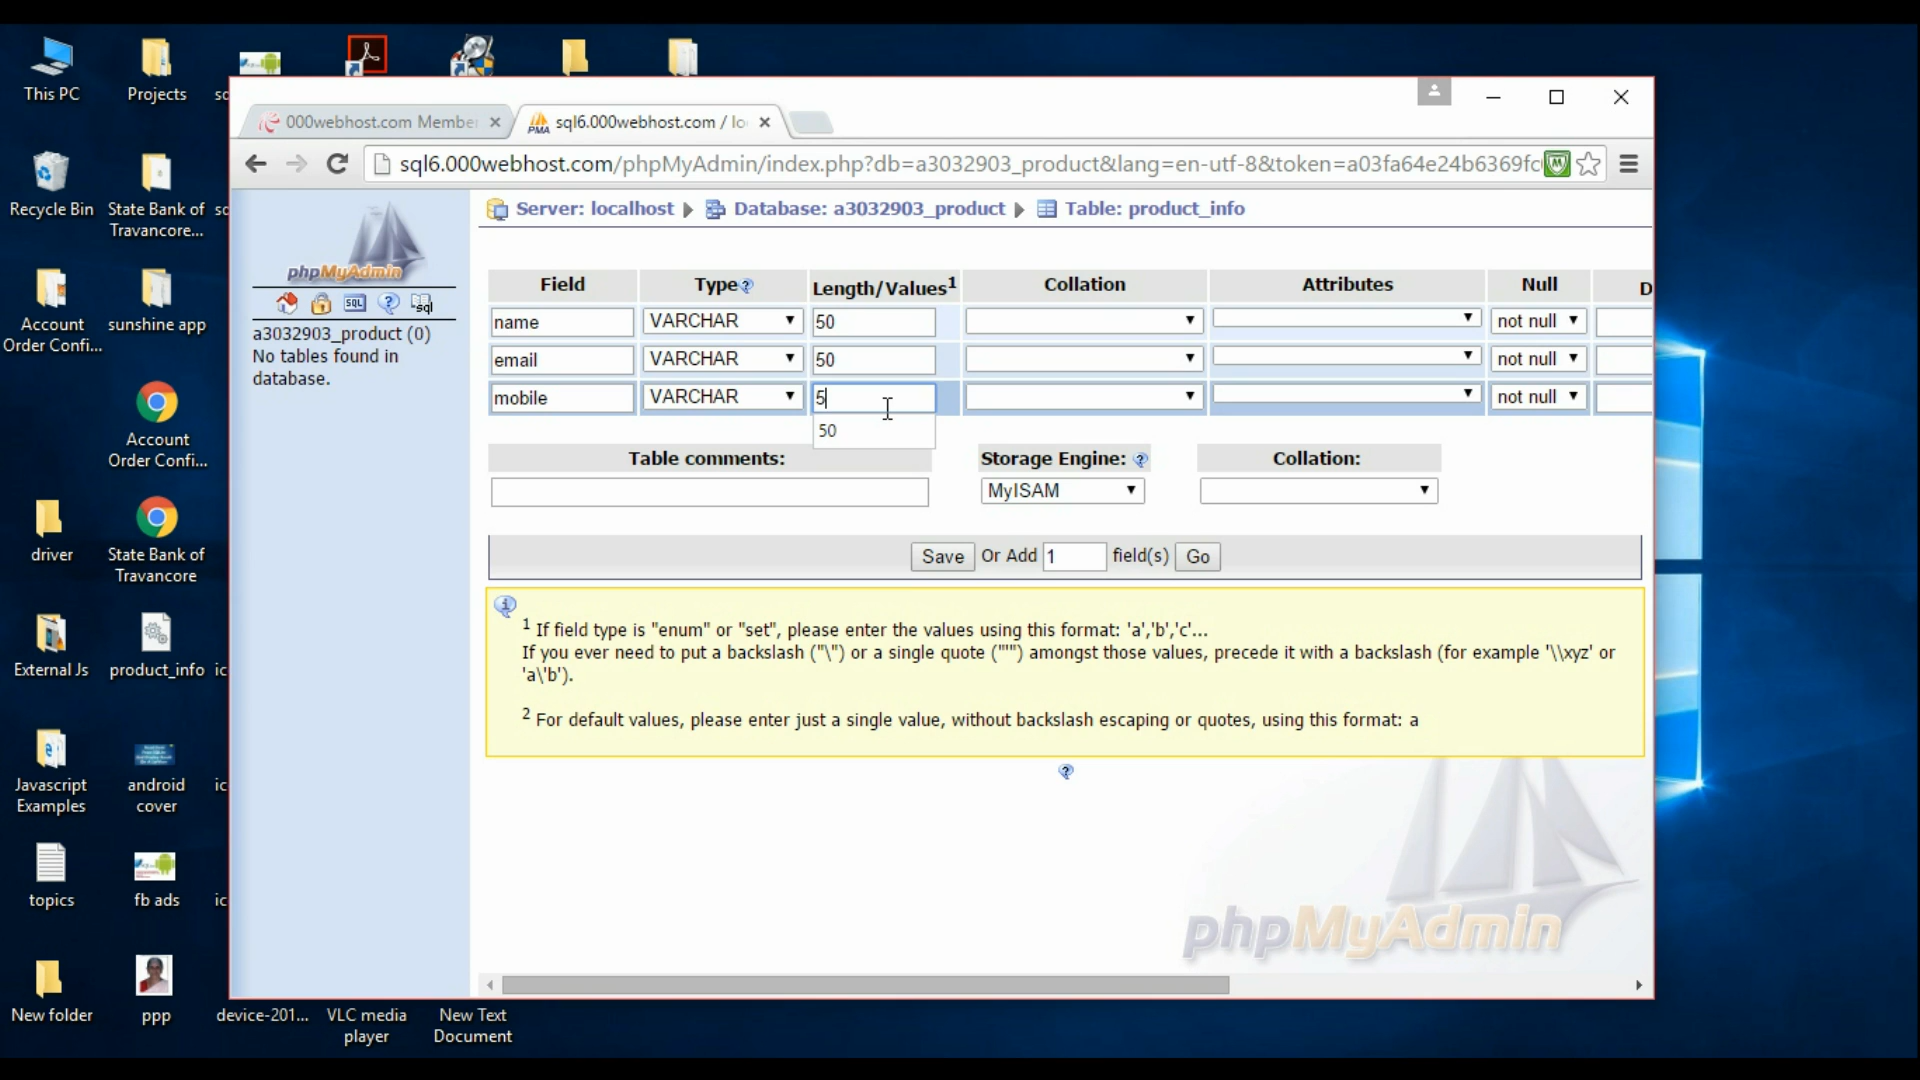 This PC
Projects
000webhost.com Member
sql6.000webhost.com / lo
sql6.000webhost.com/phpMyAdmin/index.php?db=a3032903_product&lang=en-utf-8&token=a03fa64e24b6369fc
Recycle Bin
State Bank of
Travancore...
Account
Order Confi...
sunshine app
Account
Order Confi...
driver
State Bank of
Travancore
External Js
product_info
Javascript
Examples
android
cover
topics
fb ads
New folder
ppp
device-201...
VLC media
player
New Text
Document
phpMyAdmin
SQL
sql
a3032903_product (0)
No tables found in
database.
Server: localhost
Database: a3032903_product
Table: product_info
Field Type Length/Values1 Collation Attributes Null D
name VARCHAR 50 not null
email VARCHAR 50 not null
mobile VARCHAR 5 not null
50
Table comments: Storage Engine: Collation:
MyISAM
Save Or Add 1 field(s) Go
1 If field type is "enum" or "set", please enter the values using this format: 'a','b','c'...
If you ever need to put a backslash ("\") or a single quote ("'") amongst those values, precede it with a backslash (for example '\\xyz' or
'a\'b').
2 For default values, please enter just a single value, without backslash escaping or quotes, using this format: a
phpMyAdmin